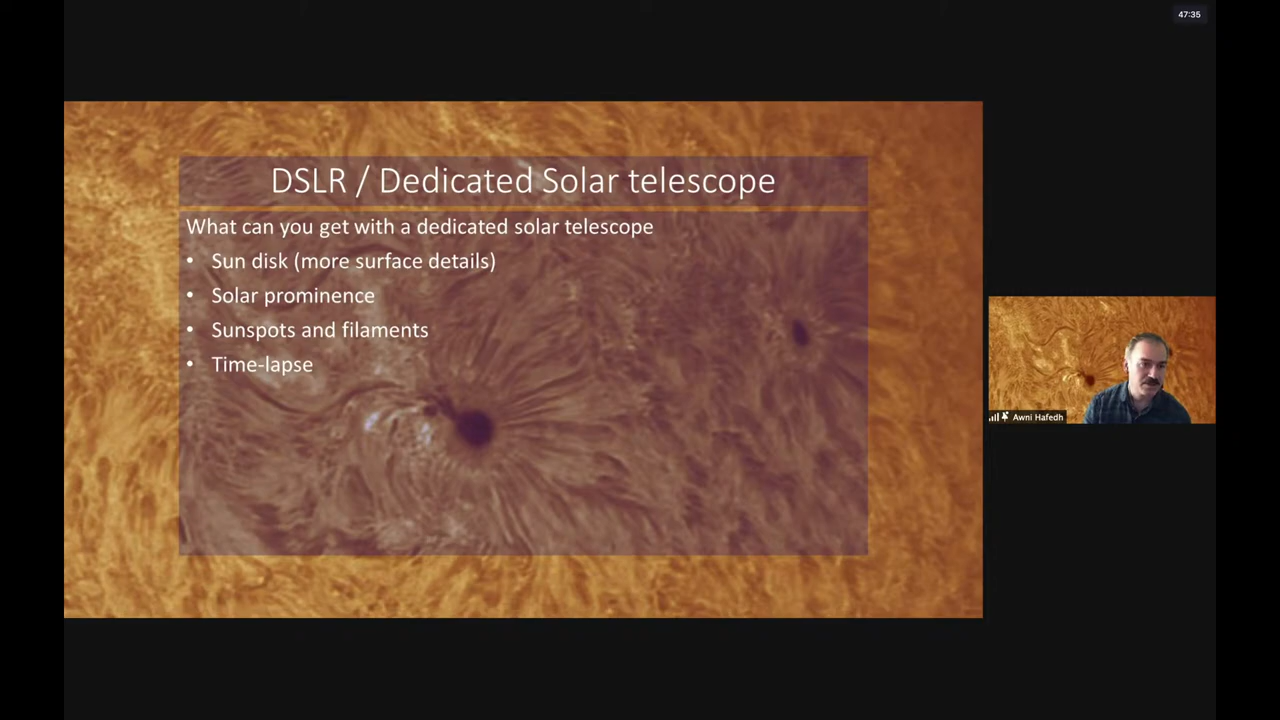 47:35
DSLR / Dedicated Solar telescope
What can you get with a dedicated solar telescope
• Sun disk (more surface details)
• Solar prominence
• Sunspots and filaments
• Time-lapse
Awni Hafedh